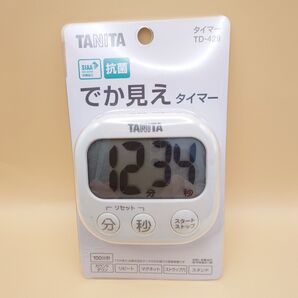 TANITA
タイマー
TD-429
SIAA
抗菌
でか見え タイマー
TANITA
12 34
分 秒
リセット
分 秒 スタート
ストップ
100分計
リピート マグネット ストラップ穴 スタンド